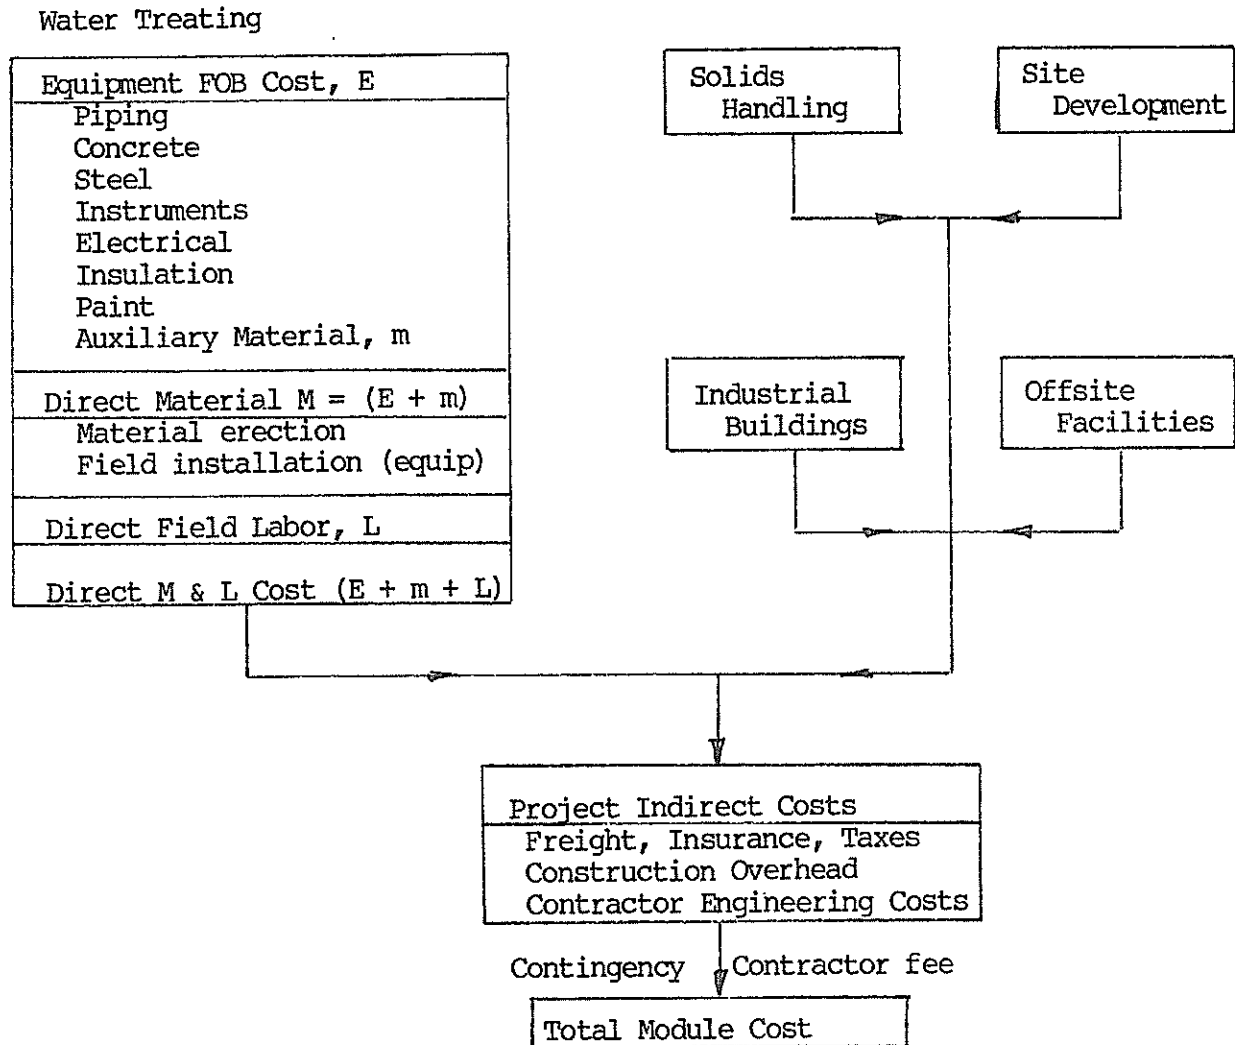 Water Treating
Equipment FOB Cost, E
Piping
Concrete
Steel
Instruments
Electrical
Insulation
Paint
Auxiliary Material, m
Direct Material M = (E + m)
Material erection
Field installation (equip)
Direct Field Labor, L
Direct M & L Cost (E + m + L)
Solids
Handling
Site
Development
Industrial
Buildings
Offsite
Facilities
Project Indirect Costs
Freight, Insurance, Taxes
Construction Overhead
Contractor Engineering Costs
Contingency
Contractor fee
Total Module Cost